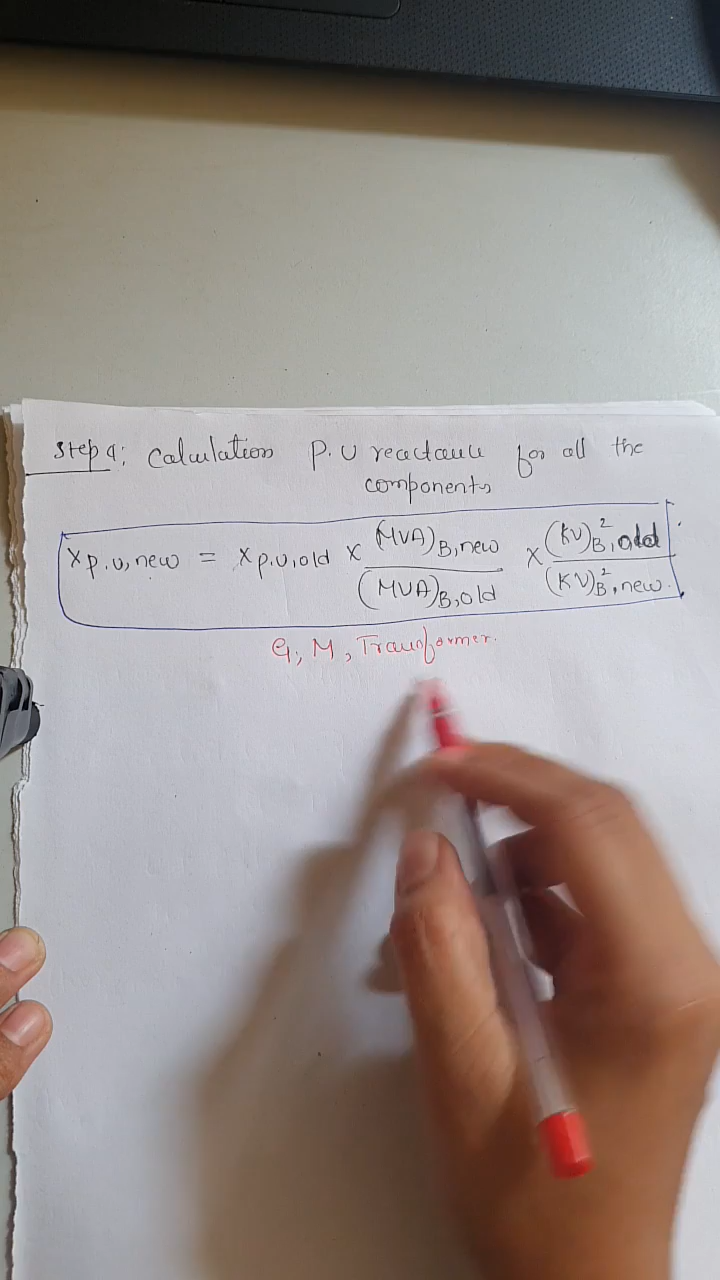 Step 4: Calculation P.U reactance for all the
components
Xp.u,new = Xp.u,old x (MVA)B,new / (MVA)B,old x (KV)²B,old / (KV)²B,new.
G, M, Transformer.